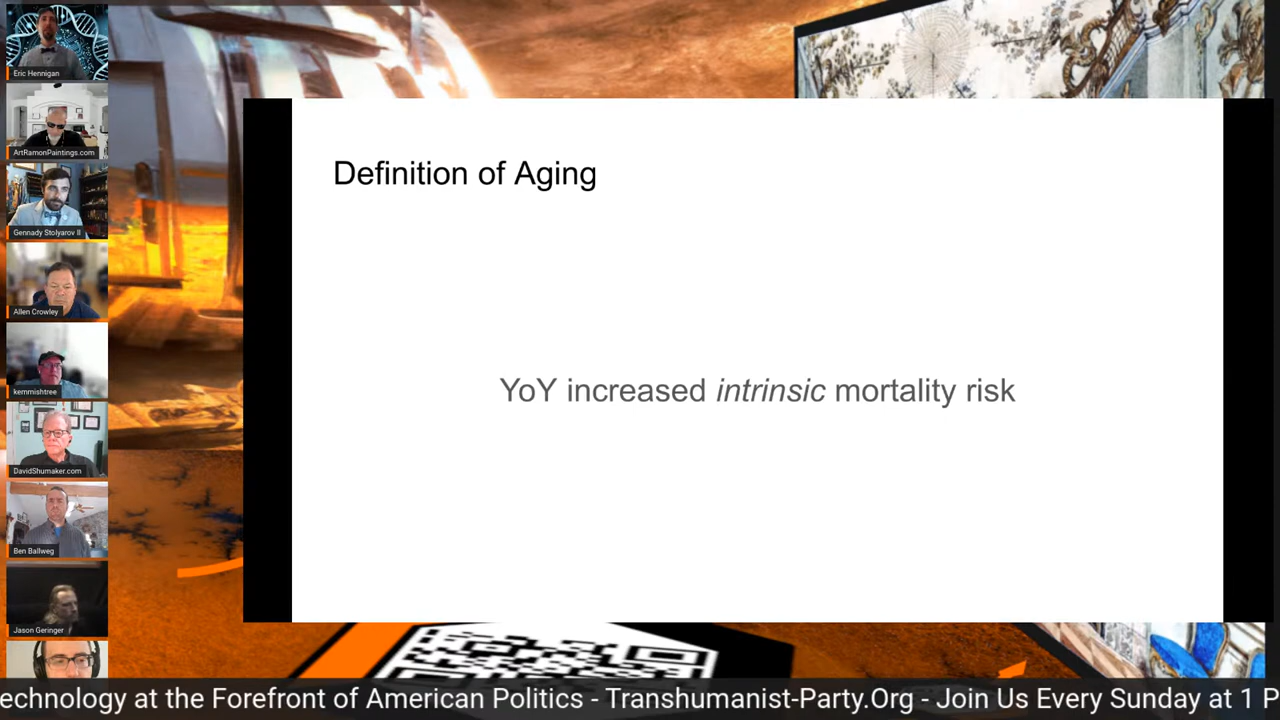 Eric Hennigan
ArtRamonPaintings.com
Gennady Stolyarov II
Allen Crowley
kemmishtree
DavidShumaker.com
Ben Ballweg
Jason Geringer
Definition of Aging
YoY increased intrinsic mortality risk
echnology at the Forefront of American Politics - Transhumanist-Party.Org - Join Us Every Sunday at 1 P